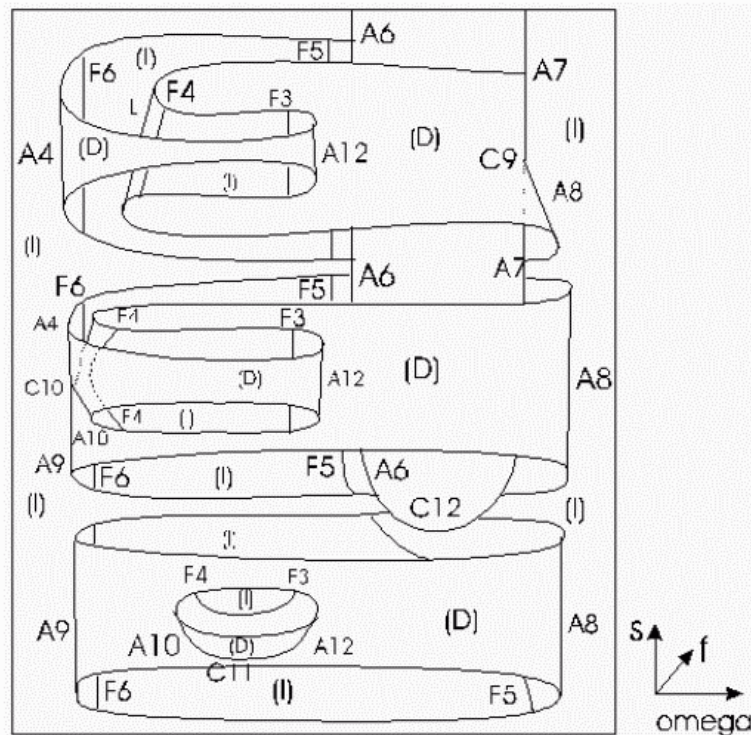 A6
F5
F6 (I)
A7
L F4 F3
(I)
A4 (D) A12 (D)
C9
(I) A8
(I)
A6 A7
F6 F5
A4 F4 F3
(D) (D)
C10 A12 A8
F4 ( )
A10
A9 F6 (I) F5 A6
C12
(I) (I)
F4 F3
(I)
A9 (D) A8
A10 (D) A12
C11
F6 (I) F5
S
f
omega